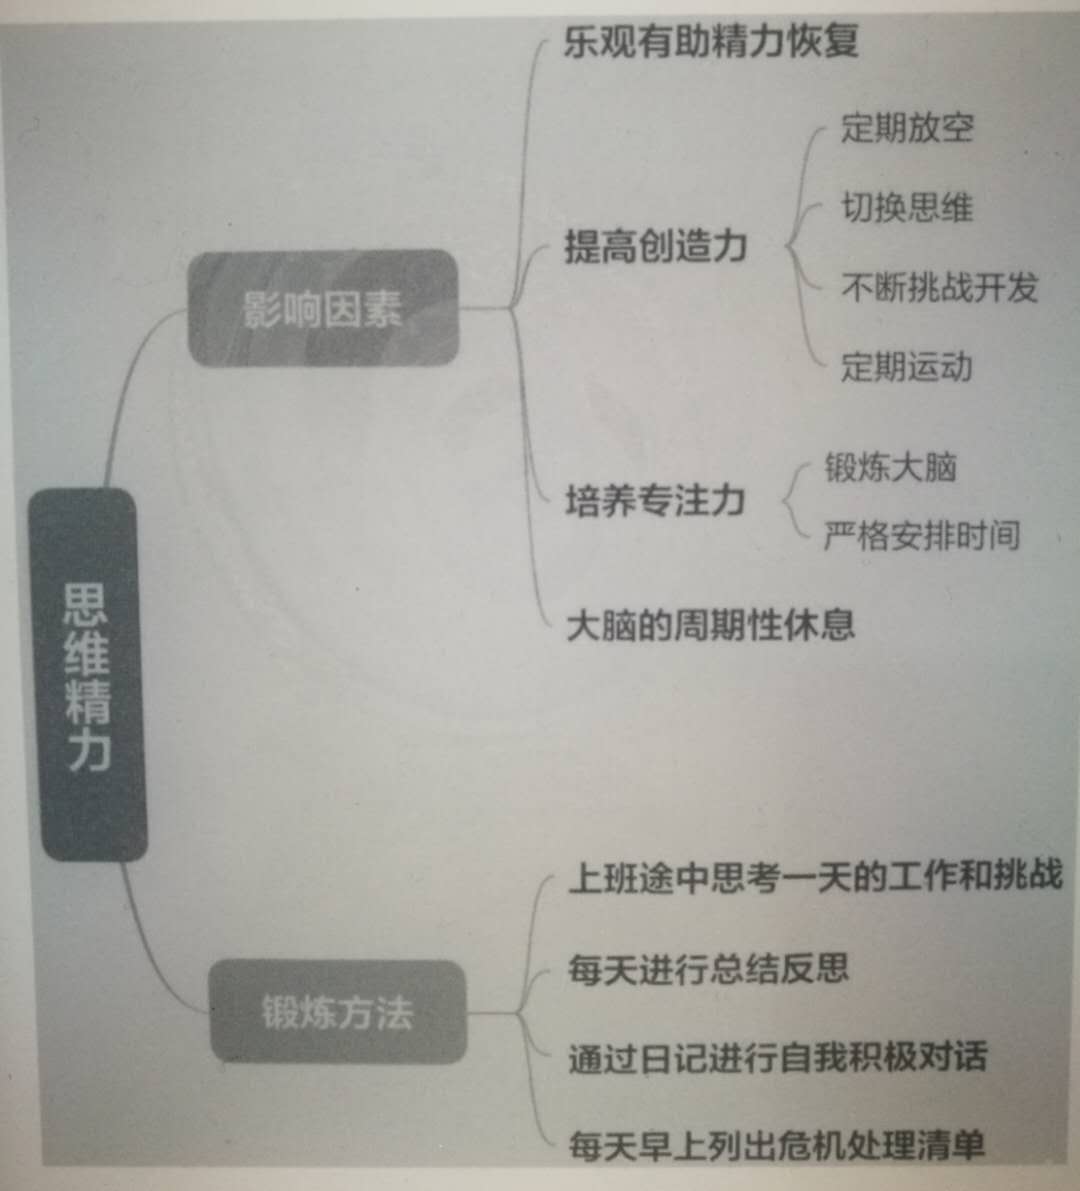 思维精力
影响因素
乐观有助精力恢复
提高创造力
定期放空
切换思维
不断挑战开发
定期运动
培养专注力
锻炼大脑
严格安排时间
大脑的周期性休息
锻炼方法
上班途中思考一天的工作和挑战
每天进行总结反思
通过日记进行自我积极对话
每天早上列出危机处理清单